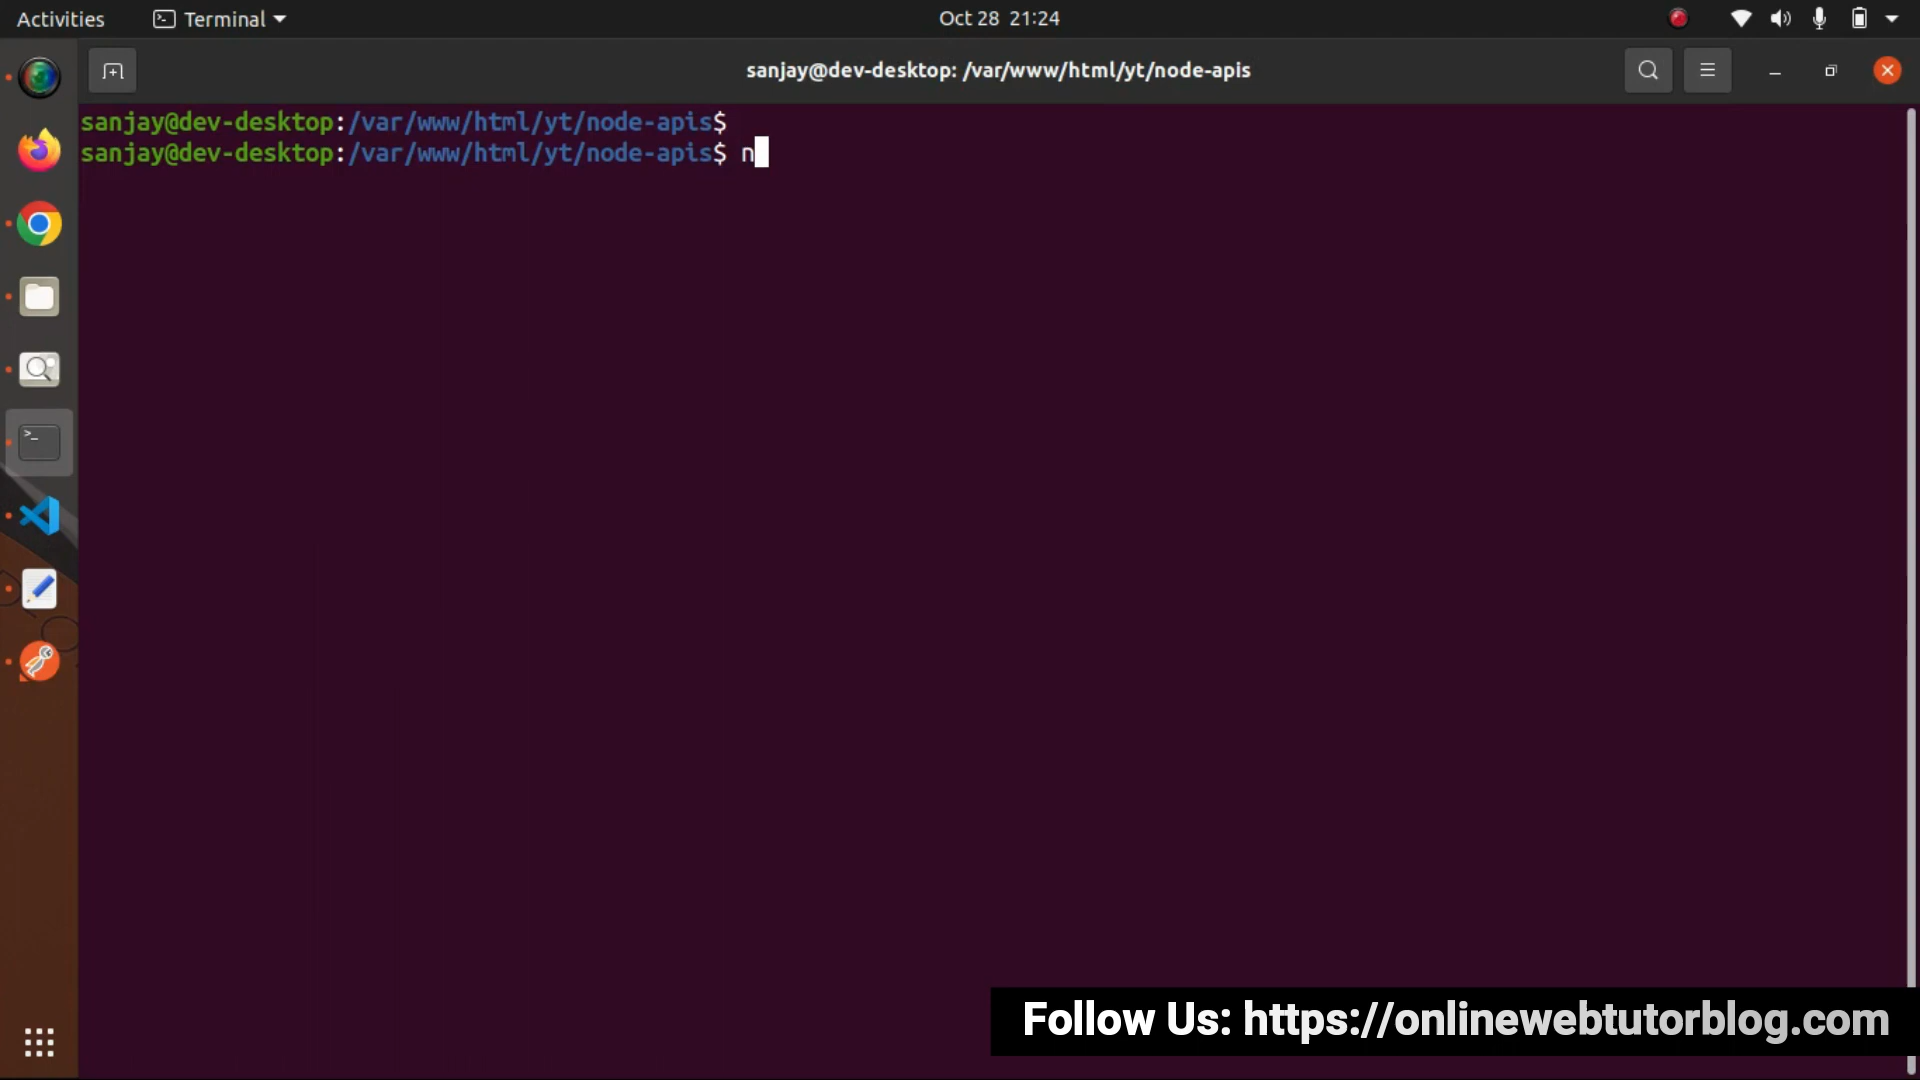 Activities Terminal Oct 28 21:24
sanjay@dev-desktop: /var/www/html/yt/node-apis
sanjay@dev-desktop:/var/www/html/yt/node-apis$
sanjay@dev-desktop:/var/www/html/yt/node-apis$ n
Follow Us: https://onlinewebtutorblog.com